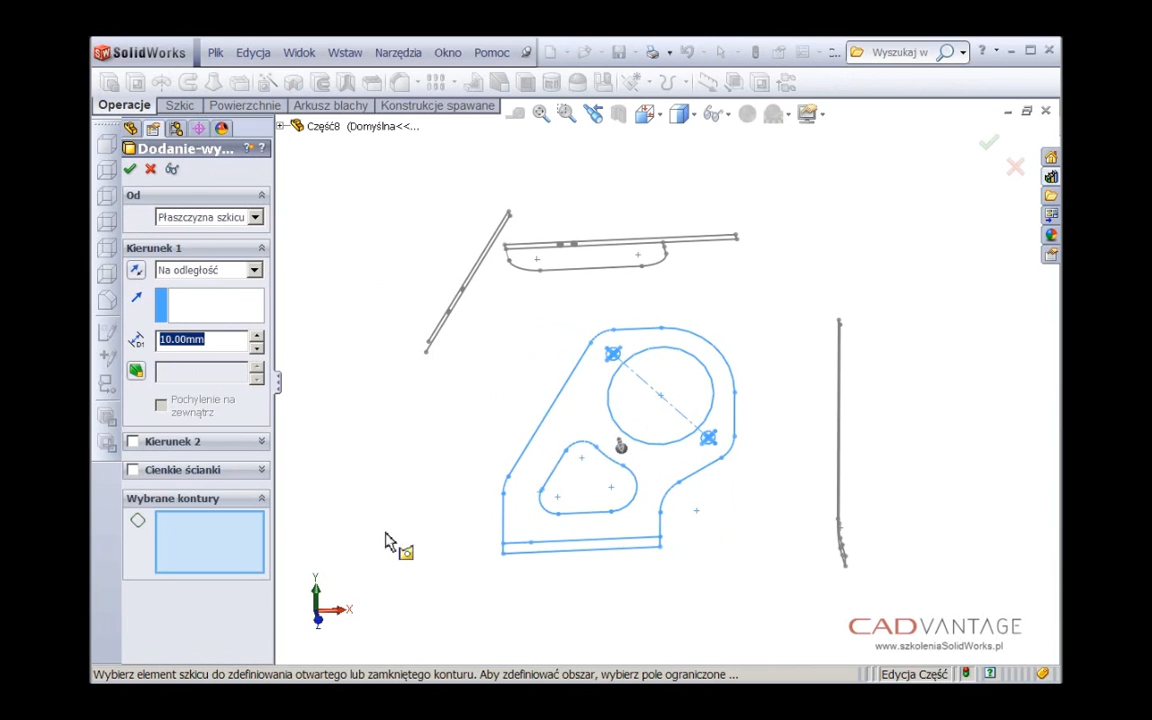 SolidWorks Plik Edycja Widok Wstaw Narzędzia Okno Pomoc ... Wyszukaj w ?
Operacje Szkic Powierzchnie Arkusz blachy Konstrukcje spawane
Część8 (Domyślna<<...
Dodanie-wy... ? ?
Od
Płaszczyzna szkicu
Kierunek 1
Na odległość
D1 10.00mm
Pochylenie na
zewnątrz
Kierunek 2
Cienkie ścianki
Wybrane kontury
Y
X
Z
CADVANTAGE
www.szkoleniaSolidWorks.pl
Wybierz element szkicu do zdefiniowania otwartego lub zamkniętego konturu. Aby zdefiniować obszar, wybierz pole ograniczone ... Edycja Część ?